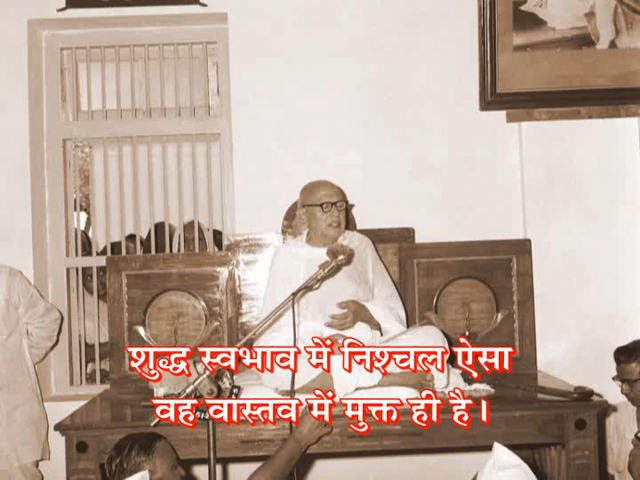 शुद्ध स्वभाव में निश्चल ऐसा
वह वास्तव में मुक्त ही है।